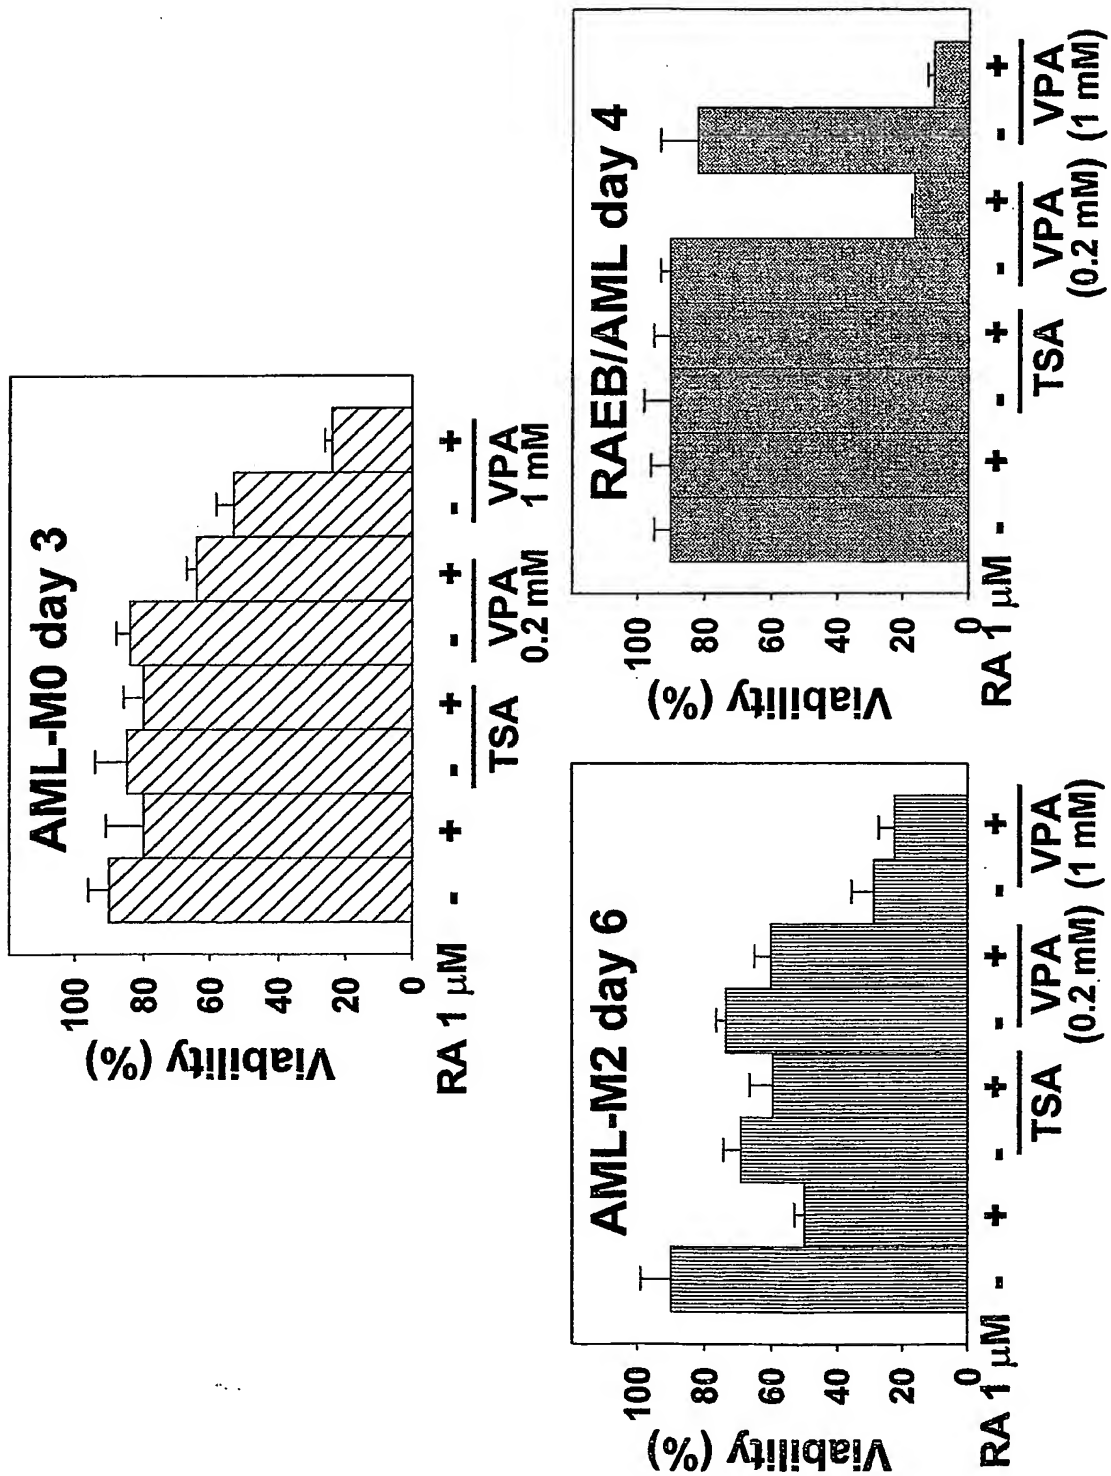 AML-M0 day 3
Viability (%)
100
80
60
40
20
0
RA 1 μM - + - + - + - +
TSA VPA VPA
0.2 mM 1 mM
AML-M2 day 6
Viability (%)
100
80
60
40
20
0
RA 1 μM - + - + - + - +
TSA VPA VPA
(0.2 mM) (1 mM)
RAEB/AML day 4
Viability (%)
100
80
60
40
20
0
RA 1 μM - + - + - + - +
TSA VPA VPA
(0.2 mM) (1 mM)